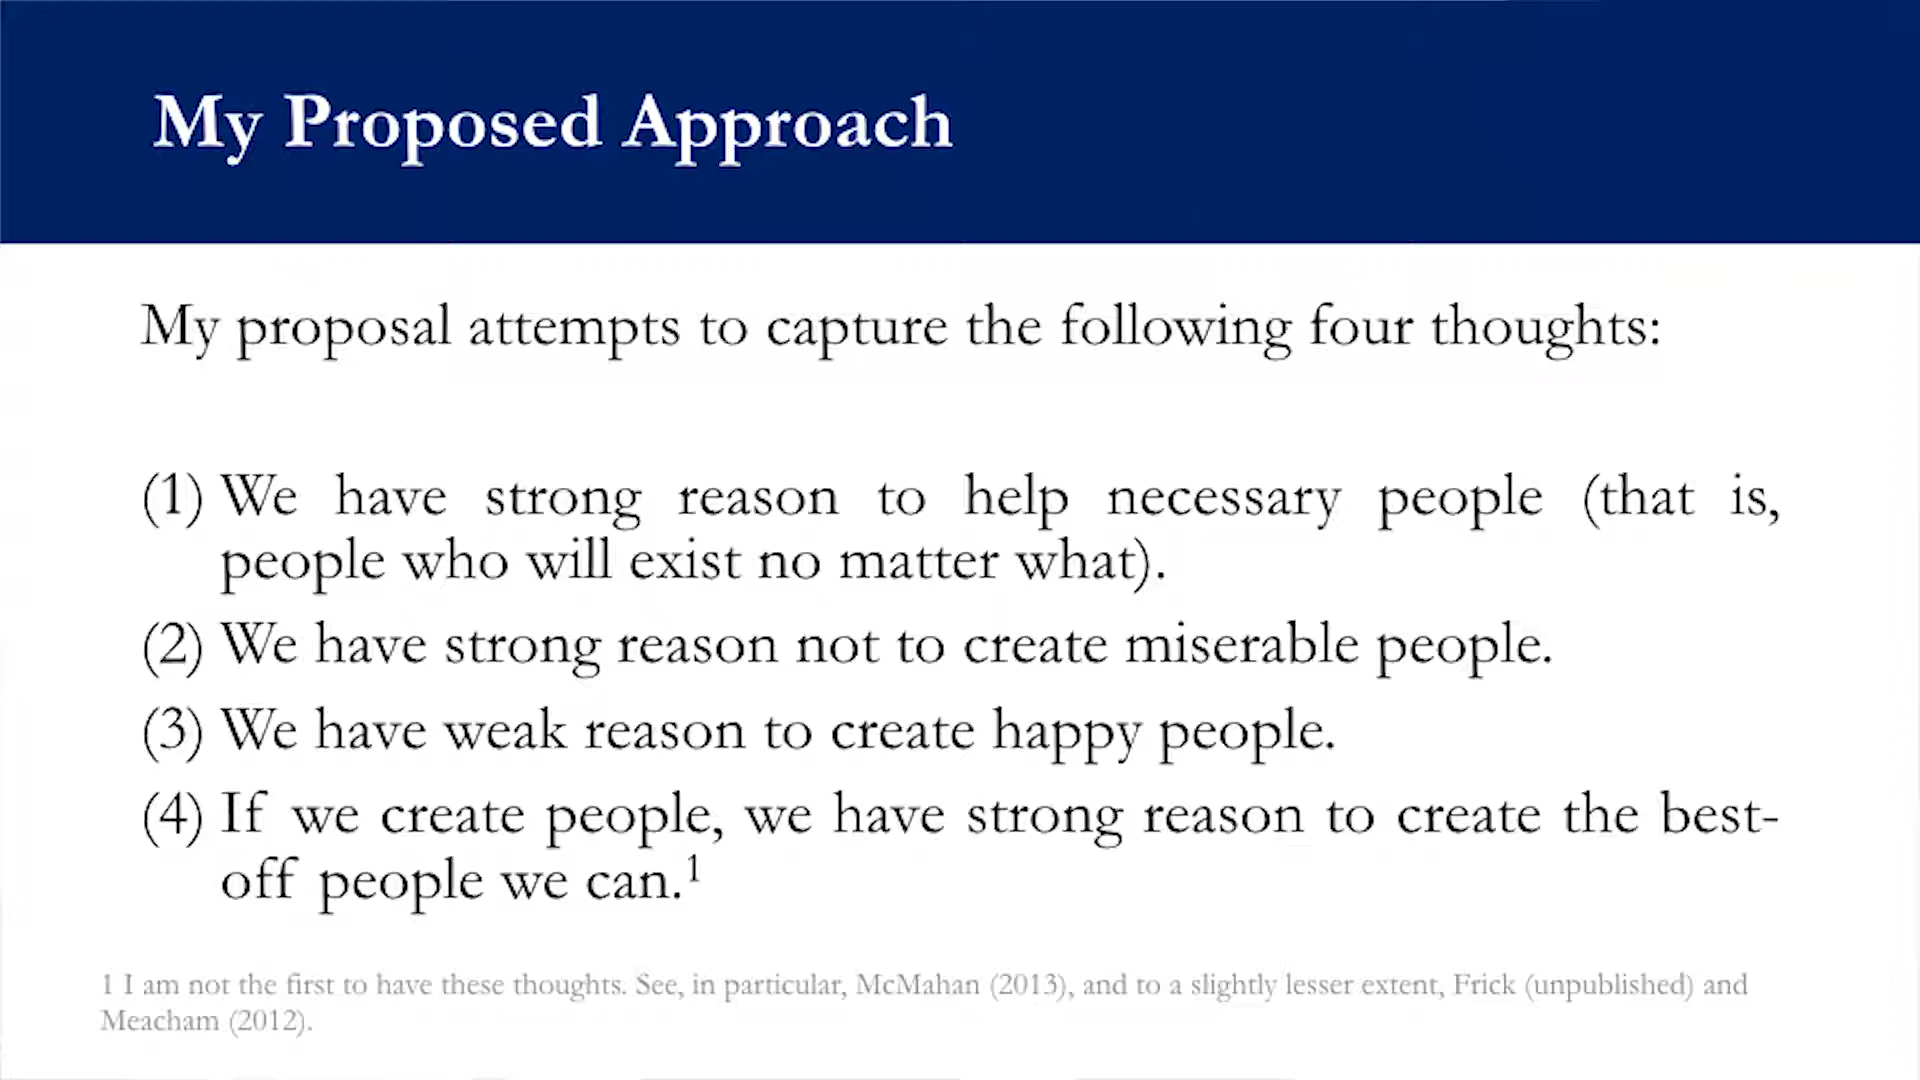 My Proposed Approach
My proposal attempts to capture the following four thoughts:
(1) We have strong reason to help necessary people (that is,
people who will exist no matter what).
(2) We have strong reason not to create miserable people.
(3) We have weak reason to create happy people.
(4) If we create people, we have strong reason to create the best-
off people we can.¹
1 I am not the first to have these thoughts. See, in particular, McMahan (2013), and to a slightly lesser extent, Frick (unpublished) and
Meacham (2012).